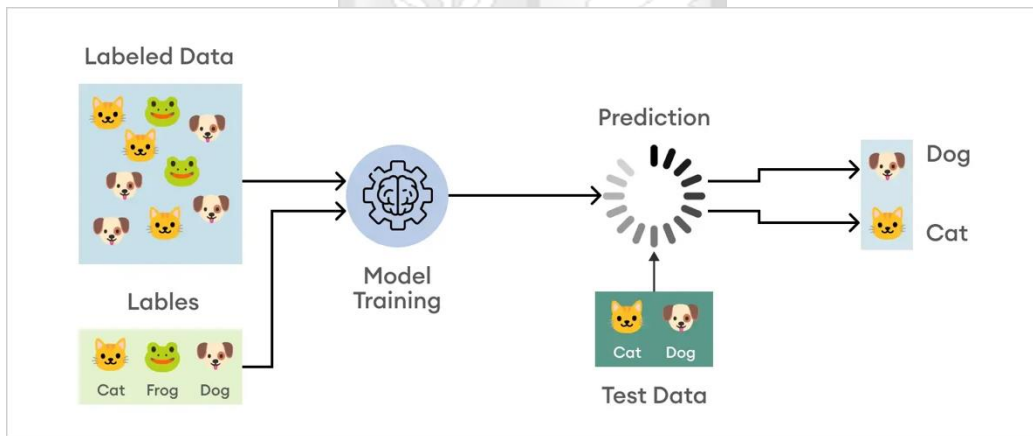 Labeled Data
Prediction
Dog
Cat
Model
Training
Lables
Cat Frog Dog
Cat Dog
Test Data